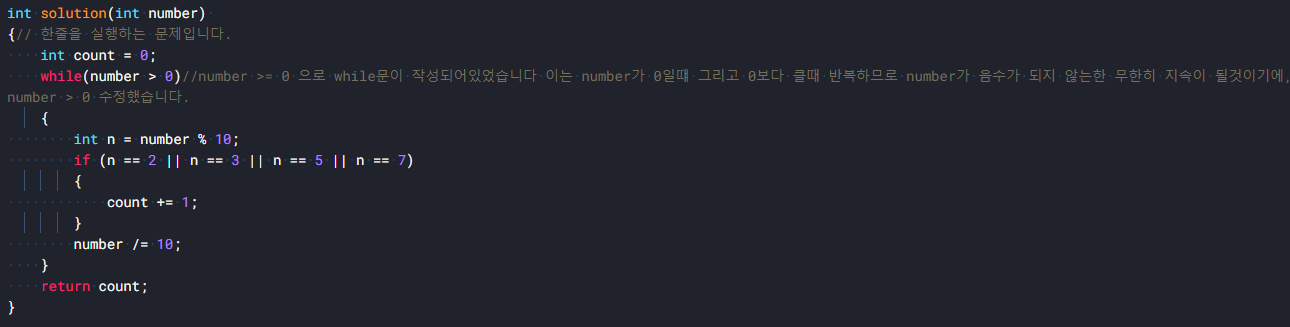 int solution(int number)
{// 한줄을 실행하는 문제입니다.
int count = 0;
while(number > 0)//number >= 0 으로 while문이 작성되어있었습니다 이는 number가 0일떄 그리고 0보다 클때 반복하므로 number가 음수가 되지 않는한 무한히 지속이 될것이기에,
number > 0 수정했습니다.
{
int n = number % 10;
if (n == 2 || n == 3 || n == 5 || n == 7)
{
count += 1;
}
number /= 10;
}
return count;
}